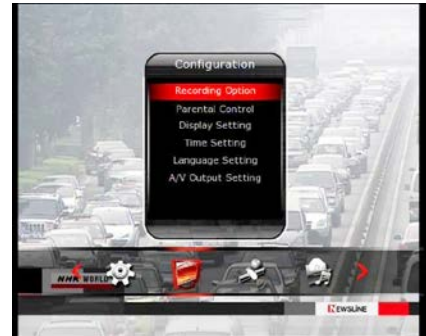 Configuration
Recording Option
Parental Control
Display Setting
Time Setting
Language Setting
A/V Output Setting
NHK WORLD
NEWSLINE